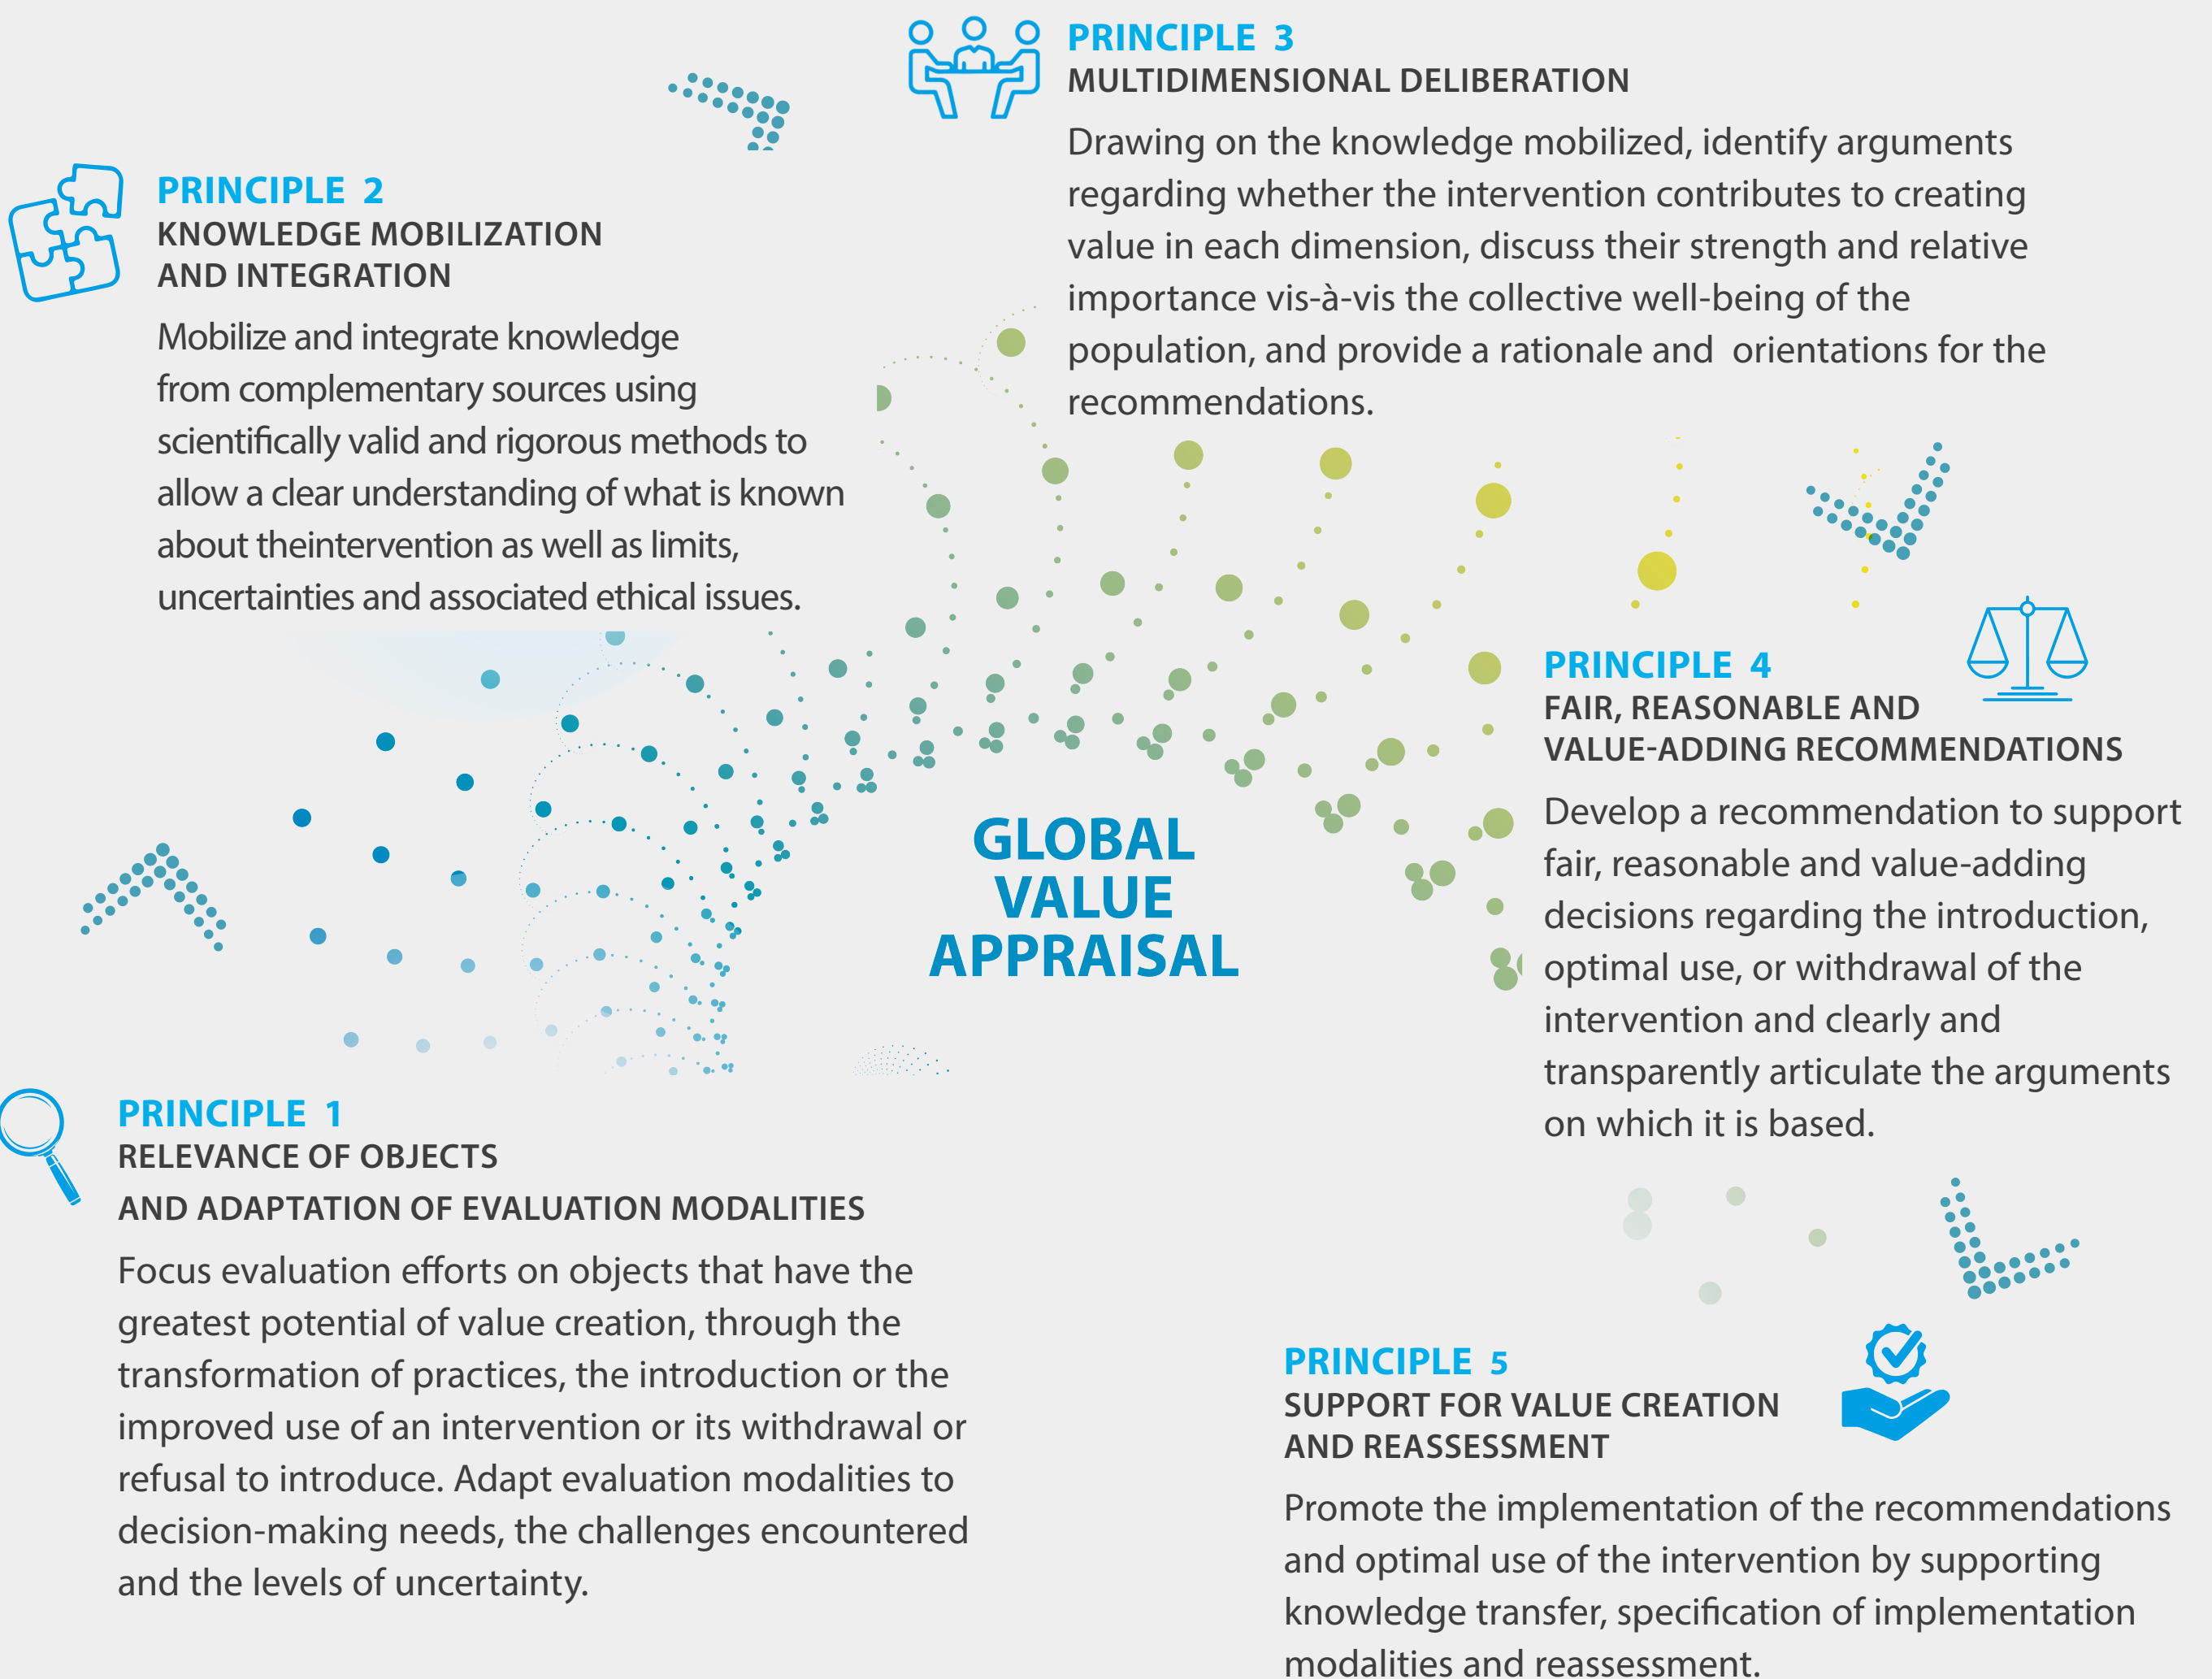 PRINCIPLE 3
MULTIDIMENSIONAL DELIBERATION
Drawing on the knowledge mobilized, identify arguments
regarding whether the intervention contributes to creating
value in each dimension, discuss their strength and relative
importance vis-à-vis the collective well-being of the
population, and provide a rationale and orientations for the
recommendations.
PRINCIPLE 2
KNOWLEDGE MOBILIZATION
AND INTEGRATION
Mobilize and integrate knowledge
from complementary sources using
scientifically valid and rigorous methods to
allow a clear understanding of what is known
about theintervention as well as limits,
uncertainties and associated ethical issues.
PRINCIPLE 4
FAIR, REASONABLE AND
VALUE-ADDING RECOMMENDATIONS
Develop a recommendation to support
fair, reasonable and value-adding
decisions regarding the introduction,
optimal use, or withdrawal of the
intervention and clearly and
transparently articulate the arguments
on which it is based.
GLOBAL
VALUE
APPRAISAL
PRINCIPLE 1
RELEVANCE OF OBJECTS
AND ADAPTATION OF EVALUATION MODALITIES
Focus evaluation efforts on objects that have the
greatest potential of value creation, through the
transformation of practices, the introduction or the
improved use of an intervention or its withdrawal or
refusal to introduce. Adapt evaluation modalities to
decision-making needs, the challenges encountered
and the levels of uncertainty.
PRINCIPLE 5
SUPPORT FOR VALUE CREATION
AND REASSESSMENT
Promote the implementation of the recommendations
and optimal use of the intervention by supporting
knowledge transfer, specification of implementation
modalities and reassessment.